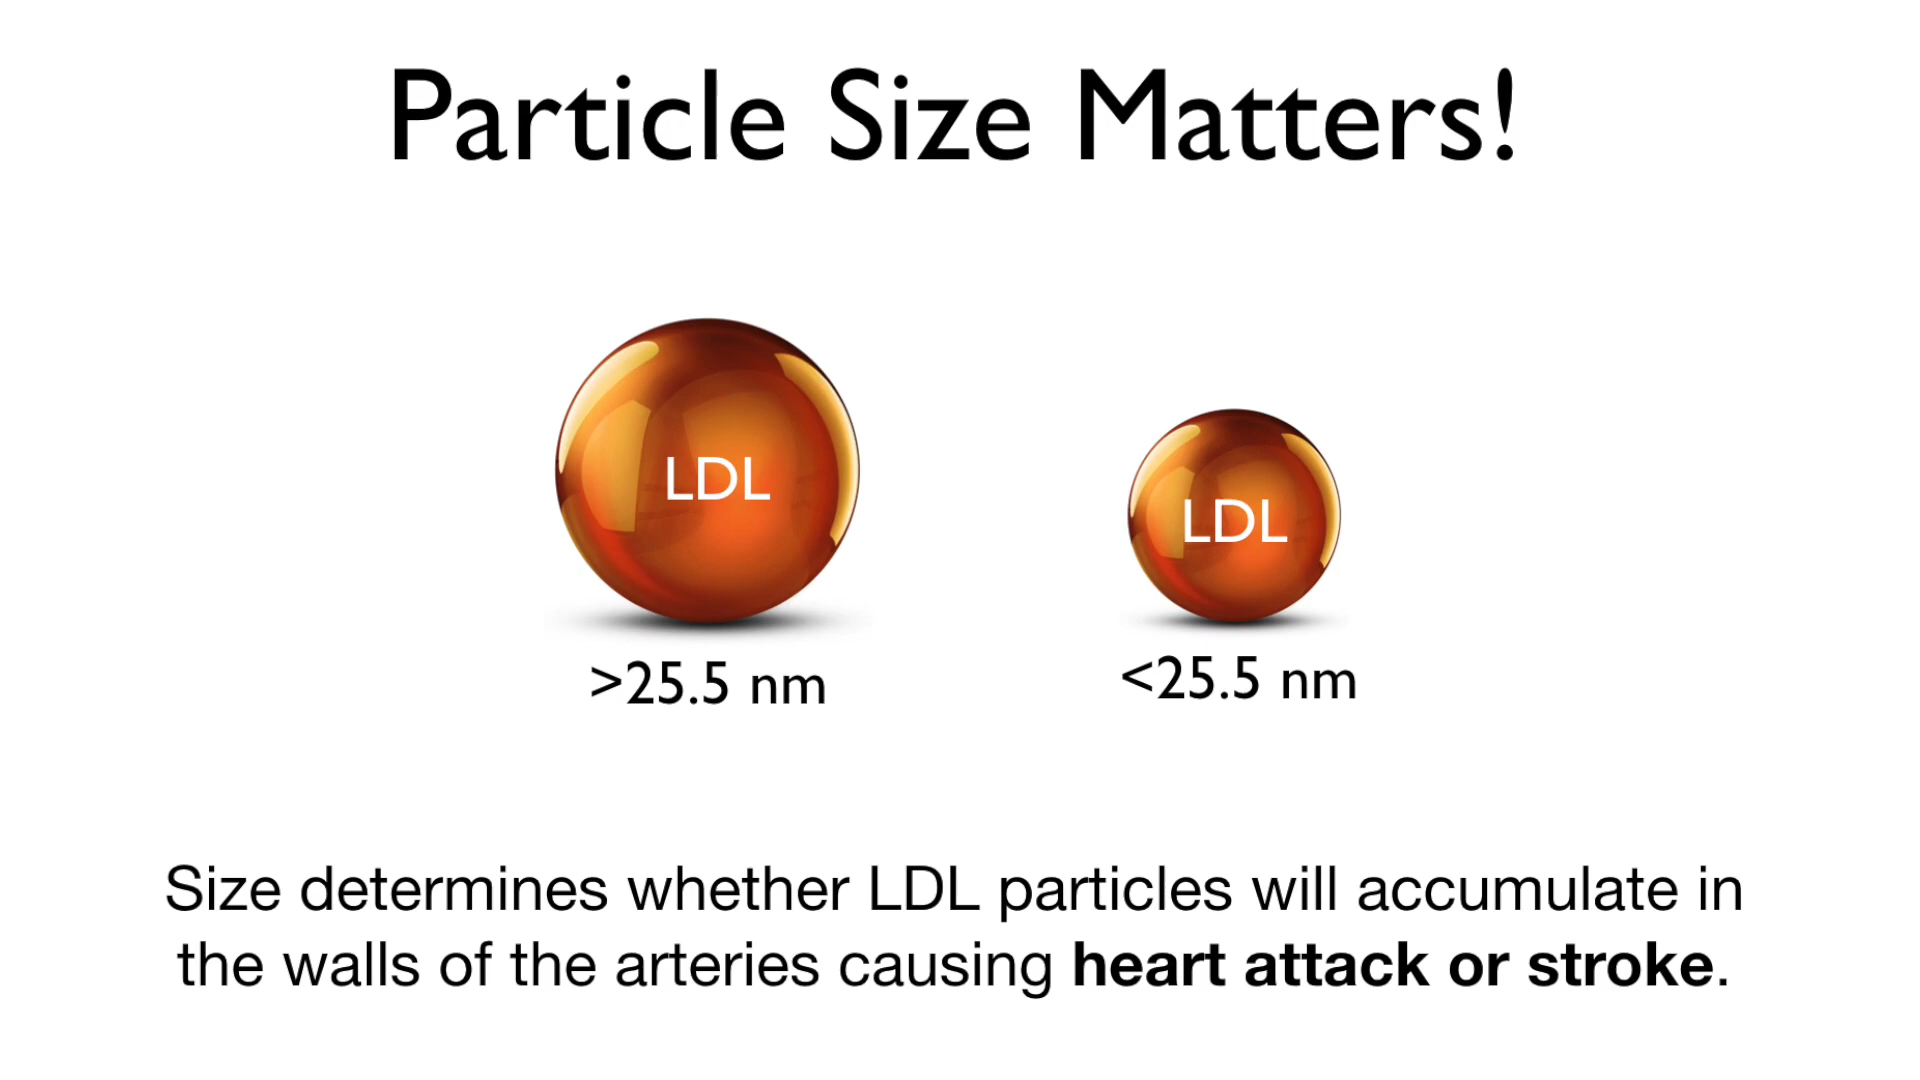 Particle Size Matters!
LDL
LDL
>25.5 nm
<25.5 nm
Size determines whether LDL particles will accumulate in
the walls of the arteries causing heart attack or stroke.